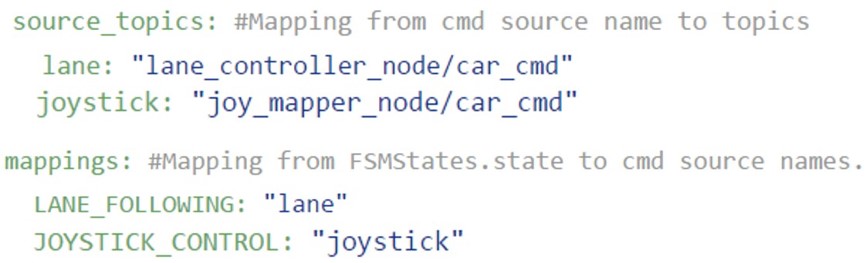 source_topics: #Mapping from cmd source name to topics
lane: "lane_controller_node/car_cmd"
joystick: "joy_mapper_node/car_cmd"
mappings: #Mapping from FSMStates.state to cmd source names.
LANE_FOLLOWING: "lane"
JOYSTICK_CONTROL: "joystick"